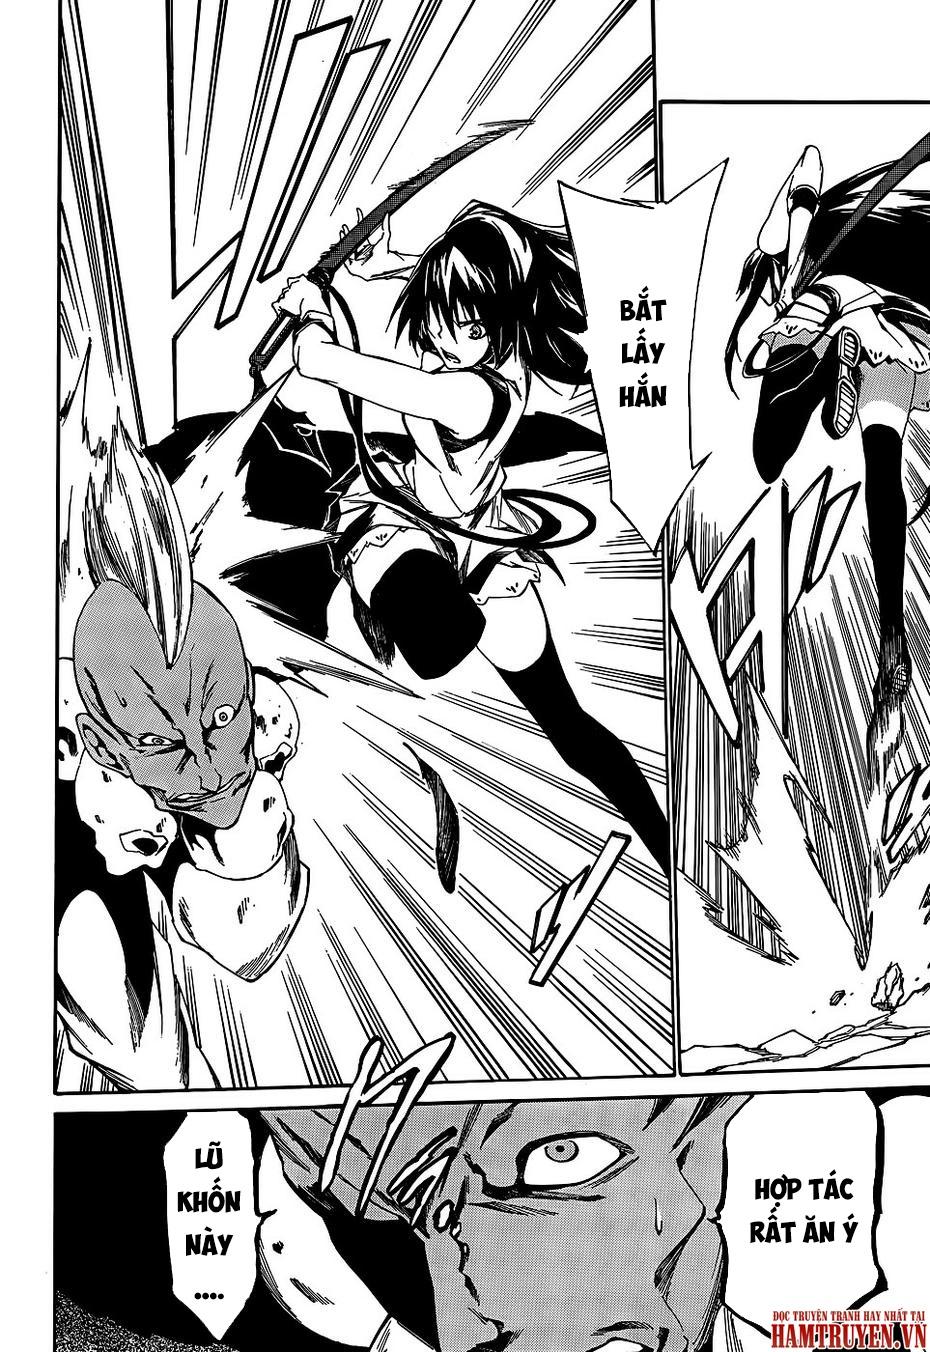 BẮT
LẤY
HẮN
HỢP TÁC
RẤT ĂN Ý
LŨ
KHỐN
NÀY
....
ĐỌC TRUYỆN TRANH HAY NHẤT TẠI
HAMTRUYEN.VN